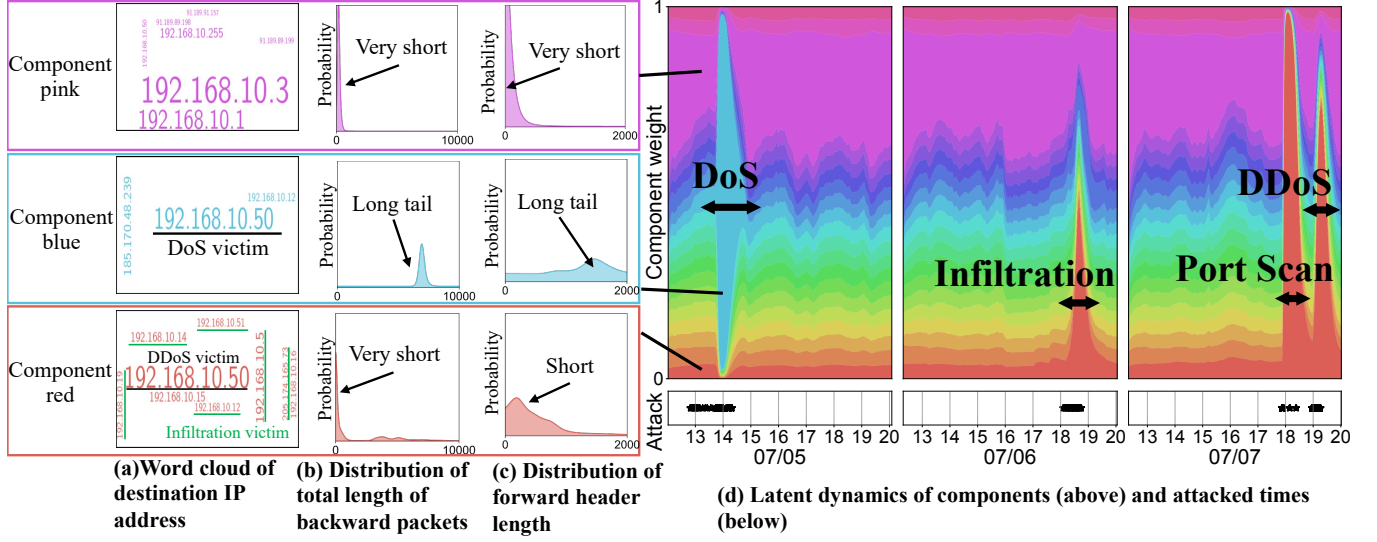 Component
pink
91.189.91.157
91.189.89.198
192.168.10.255
91.189.89.199
192.168.10.50
192.168.10.3
192.168.10.1
Probability
Very short
0
10000
Probability
Very short
0
2000
Component
blue
185.170.48.239
192.168.10.12
192.168.10.50
DoS victim
Probability
Long tail
0
10000
Probability
Long tail
0
2000
Component
red
192.168.10.51
192.168.10.14
DDoS victim
192.168.10.50
192.168.10.15
192.168.10.12
192.168.10.19
192.168.10.5
205.174.165.73
192.168.10.16
Infiltration victim
Probability
Very short
0
10000
Probability
Short
0
2000
(a)Word cloud of
destination IP
address
(b) Distribution of
total length of
backward packets
(c) Distribution of
forward header
length
1
Component weight
0
DoS
Infiltration
DDoS
Port Scan
Attack
13 14 15 16 17 18 19 20
07/05
13 14 15 16 17 18 19 20
07/06
13 14 15 16 17 18 19 20
07/07
(d) Latent dynamics of components (above) and attacked times
(below)